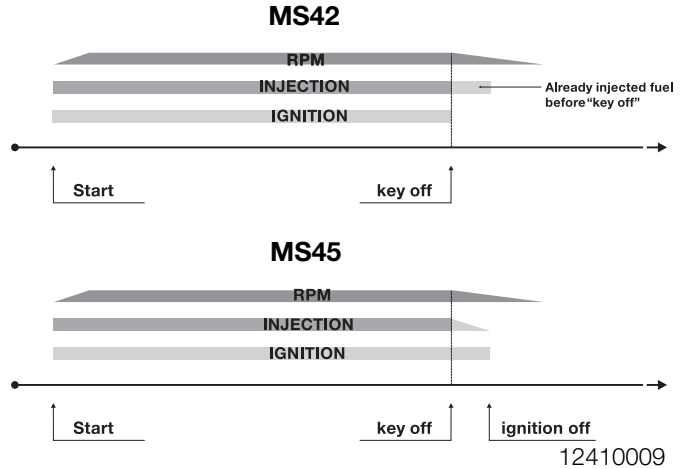 MS42
RPM
INJECTION
Already injected fuel
before “key off”
IGNITION
Start
key off
MS45
RPM
INJECTION
IGNITION
Start
key off
ignition off
12410009